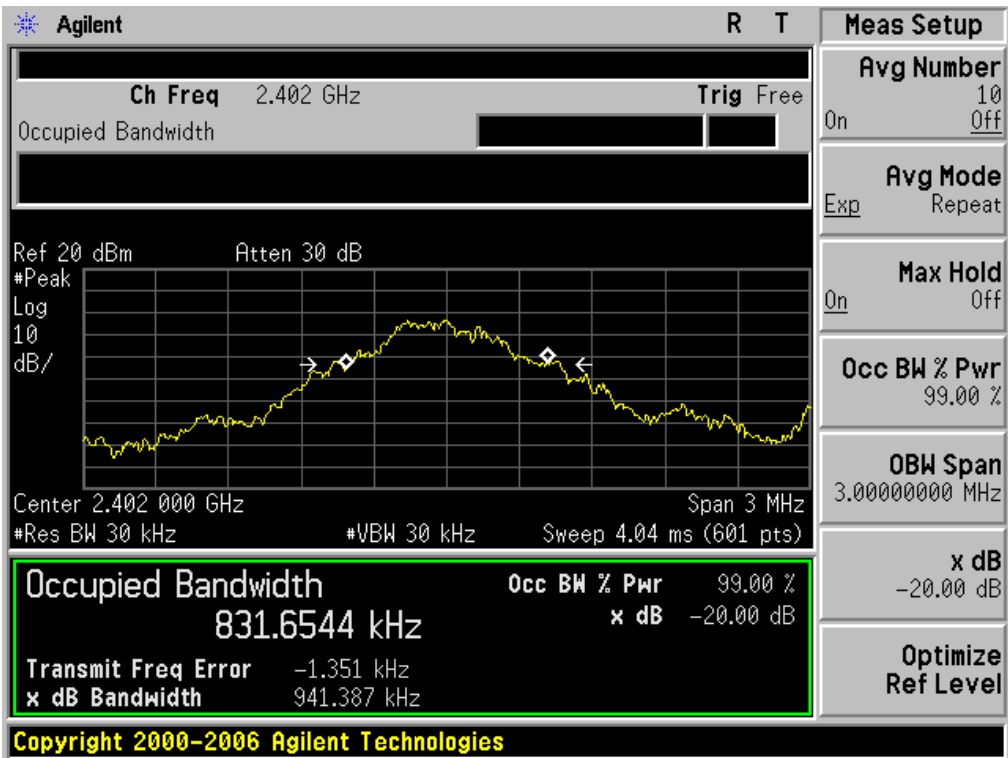 Agilent R T
Ch Freq 2.402 GHz Trig Free
Occupied Bandwidth
Ref 20 dBm Atten 30 dB
#Peak
Log
10
dB/
Center 2.402 000 GHz Span 3 MHz
#Res BW 30 kHz #VBW 30 kHz Sweep 4.04 ms (601 pts)
Occupied Bandwidth Occ BW % Pwr 99.00 %
831.6544 kHz x dB -20.00 dB
Transmit Freq Error -1.351 kHz
x dB Bandwidth 941.387 kHz
Copyright 2000-2006 Agilent Technologies
Meas Setup
Avg Number
10
On Off
Avg Mode
Exp Repeat
Max Hold
On Off
Occ BW % Pwr
99.00 %
OBW Span
3.00000000 MHz
x dB
-20.00 dB
Optimize
Ref Level